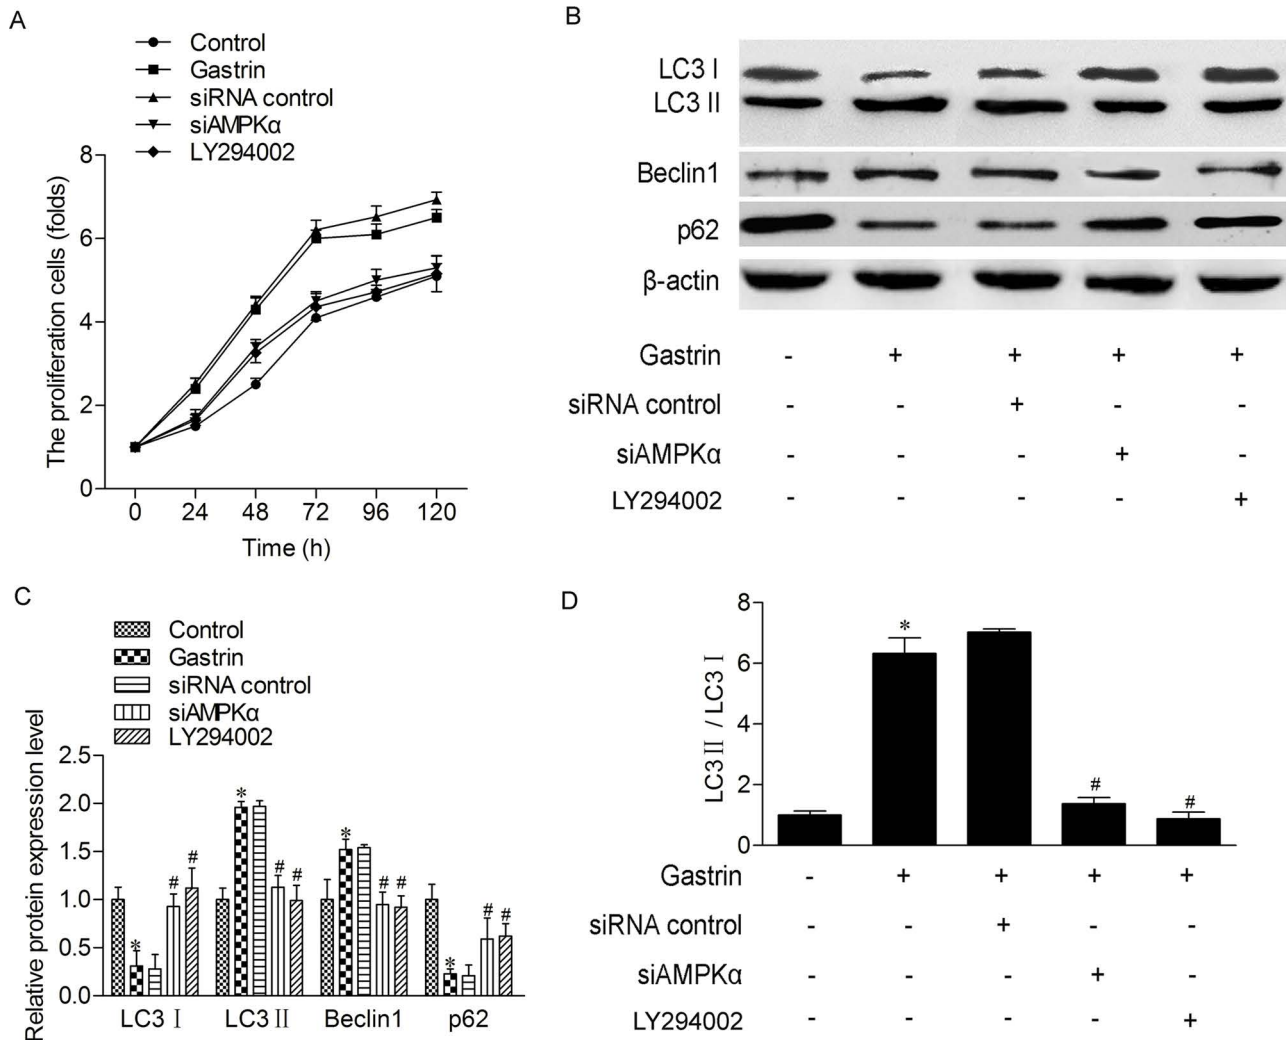 A
Control
Gastrin
siRNA control
siAMPKα
LY294002
8
6
4
2
0
The proliferation cells (folds)
0 24 48 72 96 120
Time (h)
B
LC3 I
LC3 II
Beclin1
p62
β-actin
Gastrin - + + + +
siRNA control - - + - -
siAMPKα - - - + -
LY294002 - - - - +
C
Control
Gastrin
siRNA control
siAMPKα
LY294002
2.5
2.0
1.5
1.0
0.5
0.0
Relative protein expression level
* # #
* # #
* # #
* # #
LC3 I LC3 II Beclin1 p62
D
8
6
4
2
0
LC3 II / LC3 I
* # #
Gastrin - + + + +
siRNA control - - + - -
siAMPKα - - - + -
LY294002 - - - - +